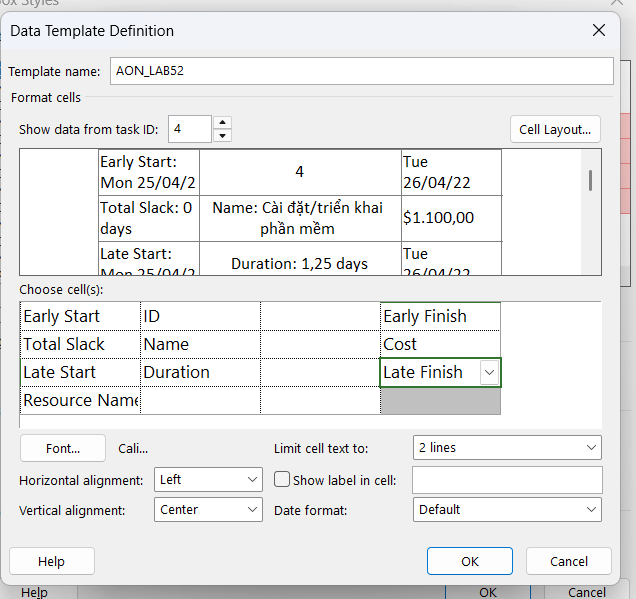 Box Styles
Data Template Definition
Template name: AON_LAB52
Format cells
Show data from task ID: 4 Cell Layout...
Early Start: Mon 25/04/2
4
Tue 26/04/22
Total Slack: 0 days
Name: Cài đặt/triển khai phần mềm
$1.100,00
Late Start: Mon 25/04/2
Duration: 1,25 days
Tue 26/04/22
Choose cell(s):
Early Start ID Early Finish
Total Slack Name Cost
Late Start Duration Late Finish
Resource Name
Font... Cali... Limit cell text to: 2 lines
Horizontal alignment: Left Show label in cell:
Vertical alignment: Center Date format: Default
Help OK Cancel
Help OK Cancel